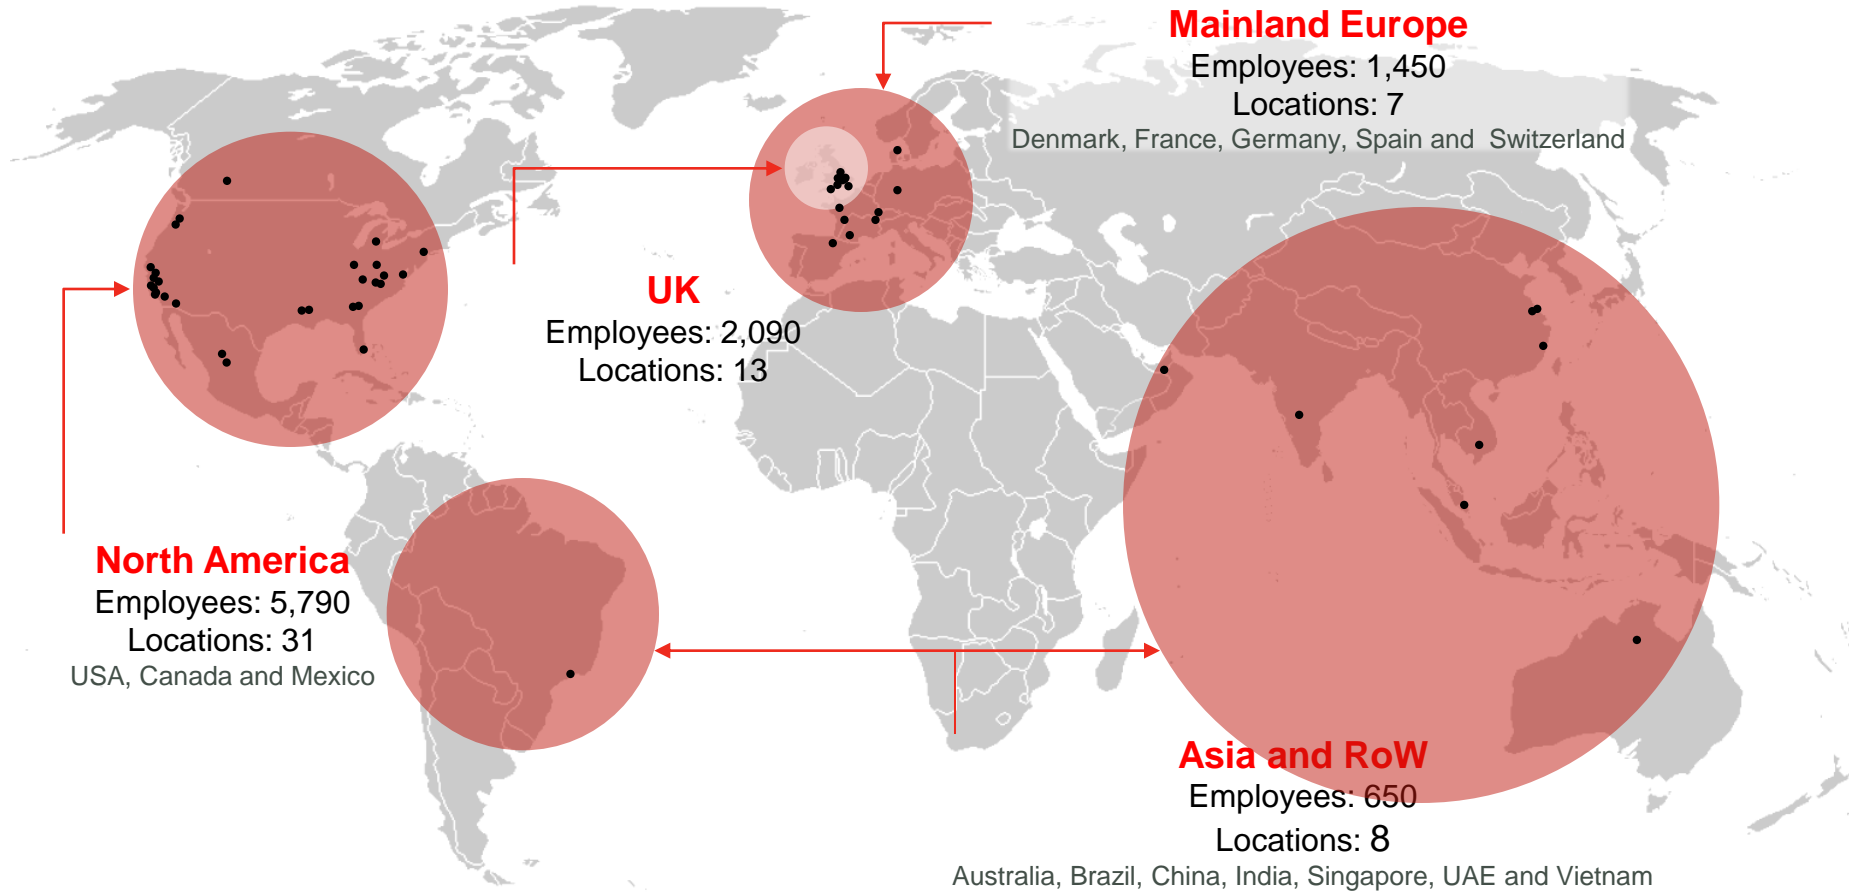 Mainland Europe
Employees: 1,450
Locations: 7
Denmark, France, Germany, Spain and  Switzerland
UK
Employees: 2,090
Locations: 13
North America
Employees: 5,790
Locations: 31
USA, Canada and Mexico
Asia and RoW
Employees: 650
Locations: 8
Australia, Brazil, China, India, Singapore, UAE and Vietnam